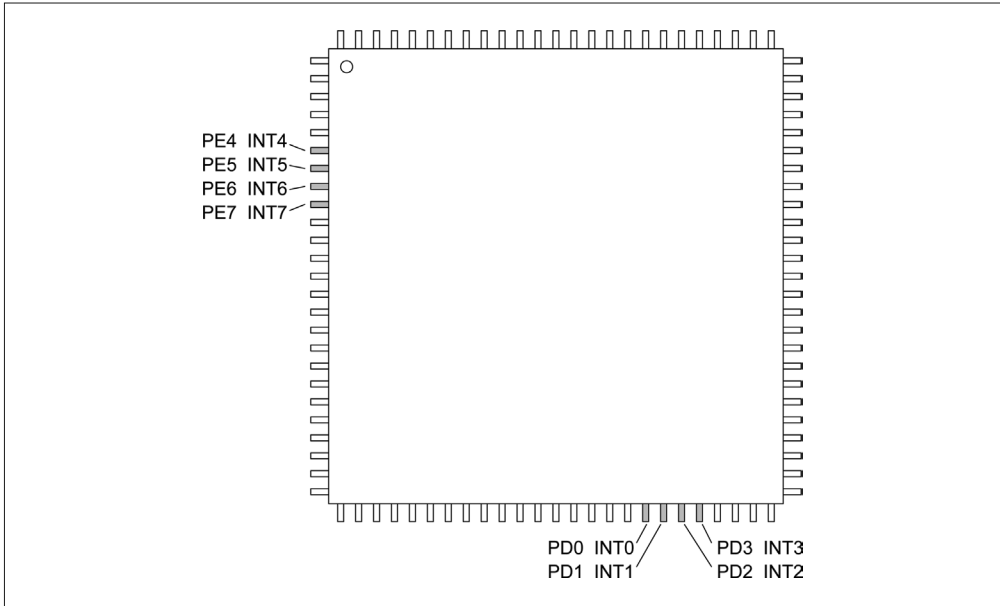 PE4 INT4
PE5 INT5
PE6 INT6
PE7 INT7
PD0 INT0 PD3 INT3
PD1 INT1 PD2 INT2